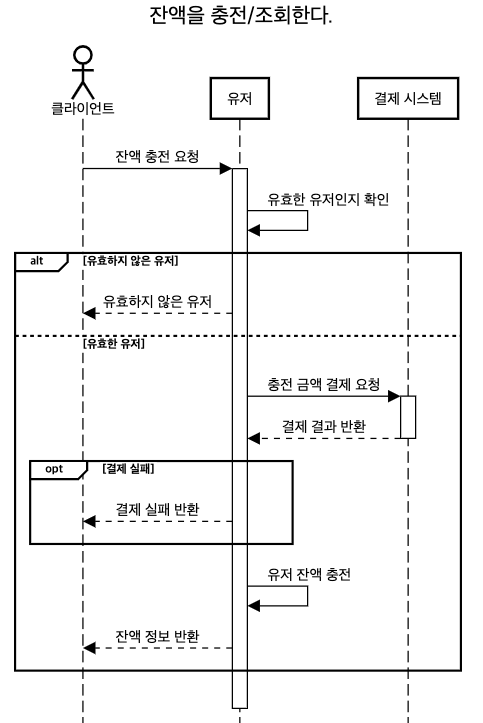 잔액을 충전/조회한다.
클라이언트
유저
결제 시스템
잔액 충전 요청
유효한 유저인지 확인
alt
[유효하지 않은 유저]
유효하지 않은 유저
[유효한 유저]
충전 금액 결제 요청
결제 결과 반환
opt
[결제 실패]
결제 실패 반환
유저 잔액 충전
잔액 정보 반환